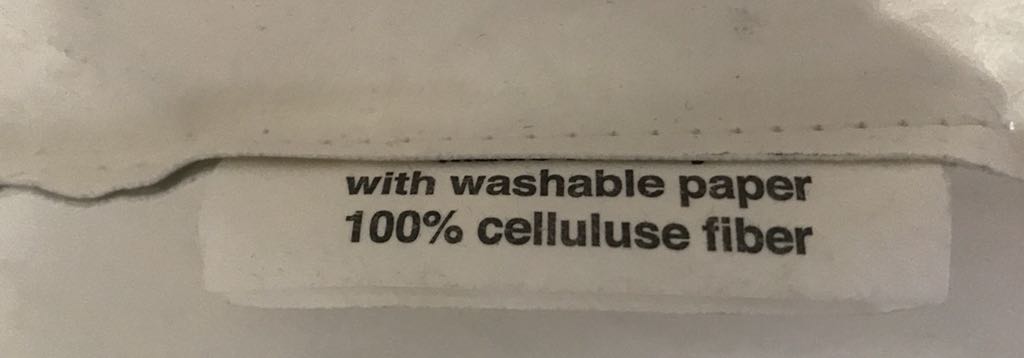 with washable paper
100% celluluse fiber